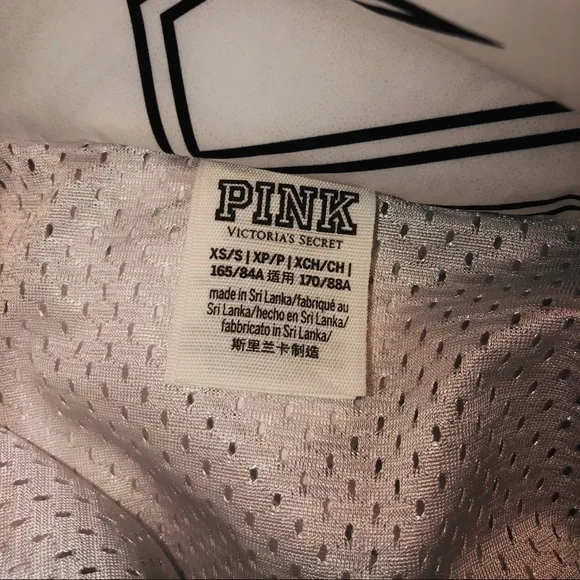 PINK
VICTORIA'S SECRET
XS/S | XP/P | XCH/CH |
165/84A 适用 170/88A
made in Sri Lanka/fabriqué au
Sri Lanka/hecho en Sri Lanka/
fabbricato in Sri Lanka/
斯里兰卡制造